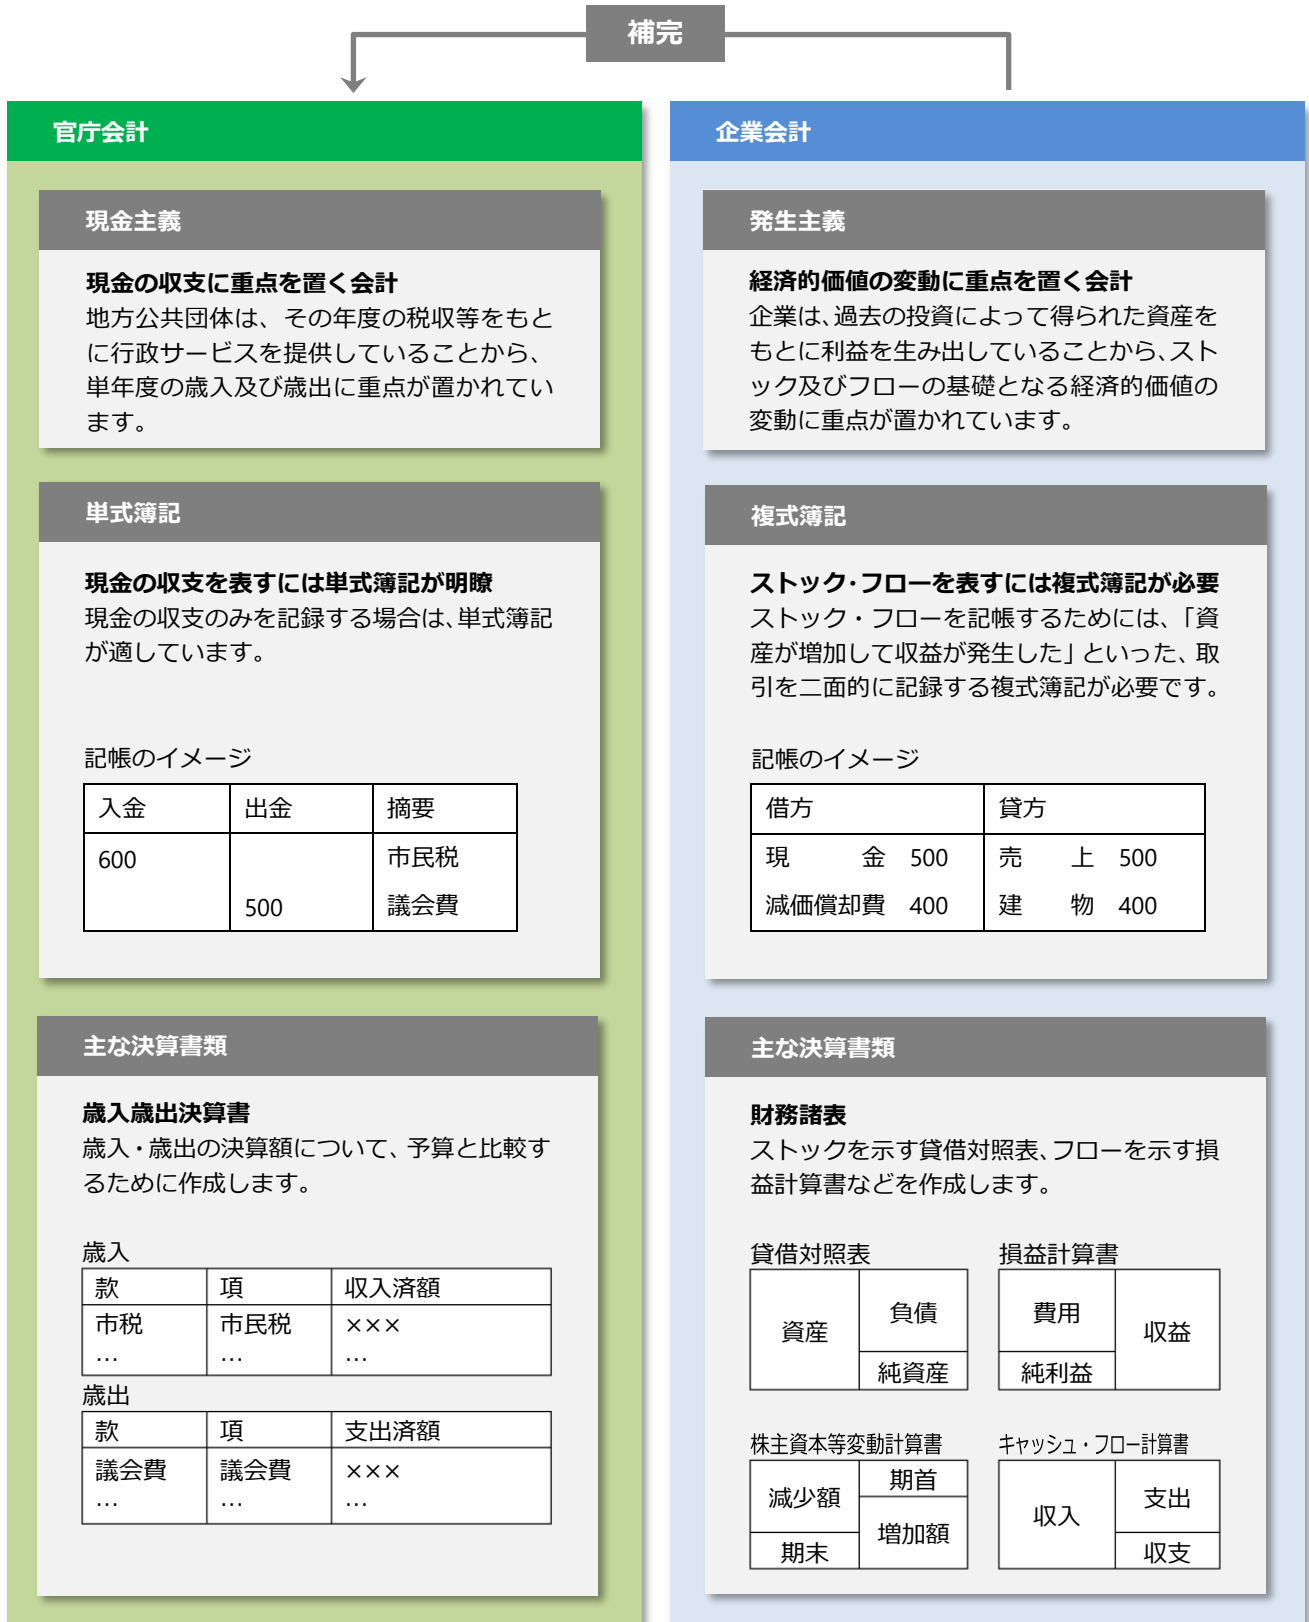 補完
官庁会計
現金主義
現金の収支に重点を置く会計
地方公共団体は、その年度の税収等をもと
に行政サービスを提供していることから、
単年度の歳入及び歳出に重点が置かれてい
ます。
単式簿記
現金の収支を表すには単式簿記が明瞭
現金の収支のみを記録する場合は、単式簿記
が適しています。
記帳のイメージ
入金 出金 摘要
600 市民税
500 議会費
主な決算書類
歳入歳出決算書
歳入・歳出の決算額について、予算と比較す
るために作成します。
歳入
款 項 収入済額
市税 市民税 ×××
… … …
歳出
款 項 支出済額
議会費 議会費 ×××
… … …
企業会計
発生主義
経済的価値の変動に重点を置く会計
企業は、過去の投資によって得られた資産を
もとに利益を生み出していることから、スト
ック及びフローの基礎となる経済的価値の
変動に重点が置かれています。
複式簿記
ストック・フローを表すには複式簿記が必要
ストック・フローを記帳するためには、「資
産が増加して収益が発生した」といった、取
引を二面的に記録する複式簿記が必要です。
記帳のイメージ
借方 貸方
現 金 500 売 上 500
減価償却費 400 建 物 400
主な決算書類
財務諸表
ストックを示す貸借対照表、フローを示す損
益計算書などを作成します。
貸借対照表 損益計算書
資産 負債 純資産
費用 純利益 収益
株主資本等変動計算書 キャッシュ・フロー計算書
減少額 期末 期首 増加額
収入 支出 収支